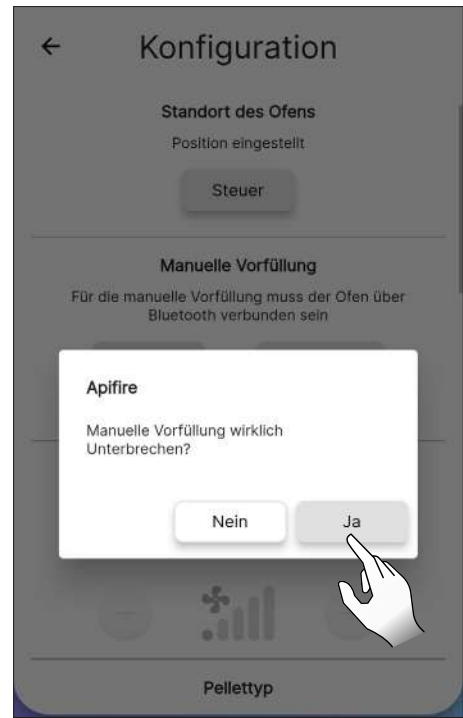 Konfiguration
Standort des Ofens
Position eingestellt
Steuer
Manuelle Vorfüllung
Für die manuelle Vorfüllung muss der Ofen über
Bluetooth verbunden sein
Apifire
Manuelle Vorfüllung wirklich
Unterbrechen?
Nein
Ja
Pellettyp